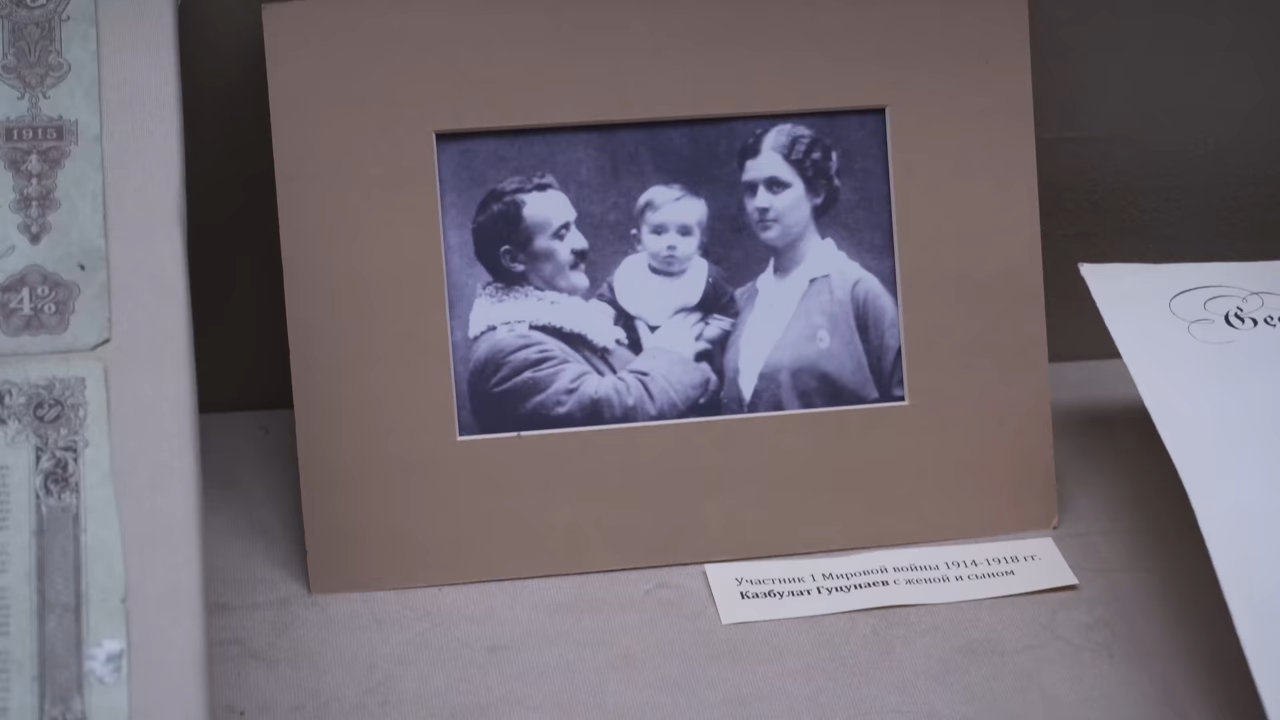 1915
4%
Участник 1 Мировой войны 1914-1918 гг.
Казбулат Гуцунаев с женой и сыном